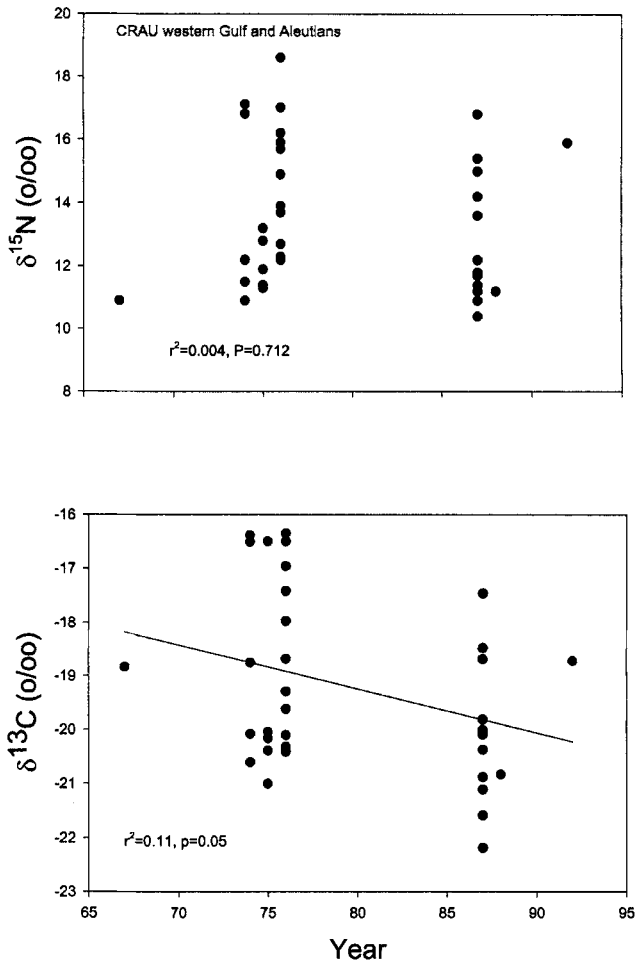 CRAU western Gulf and Aleutians
20
18
16
14
12
10
8
δ15N (o/oo)
r2=0.004, P=0.712
-16
-17
-18
-19
-20
-21
-22
-23
δ13C (o/oo)
r2=0.11, p=0.05
65 70 75 80 85 90 95
Year